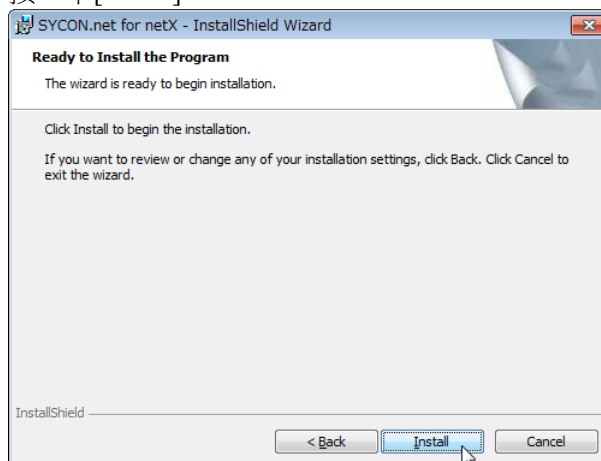 SYCON.net for netX - InstallShield Wizard
Ready to Install the Program
The wizard is ready to begin installation.
Click Install to begin the installation.
If you want to review or change any of your installation settings, click Back. Click Cancel to
exit the wizard.
InstallShield
< Back Install Cancel